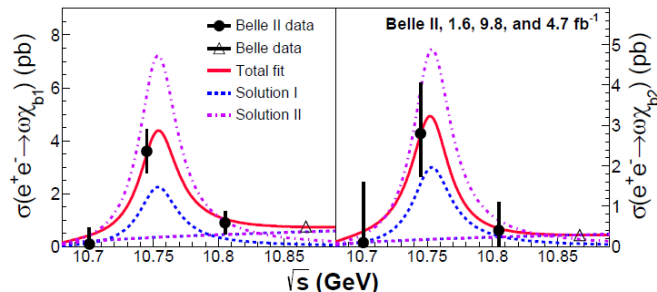 Belle II data
Belle data
Total fit
Solution I
Solution II
Belle II, 1.6, 9.8, and 4.7 fb⁻¹
σ(e⁺e⁻→ωχ_b1) (pb)
8
6
4
2
0
σ(e⁺e⁻→ωχ_b2) (pb)
5
4
3
2
1
0
10.7 10.75 10.8 10.85 10.7 10.75 10.8 10.85
√s (GeV)